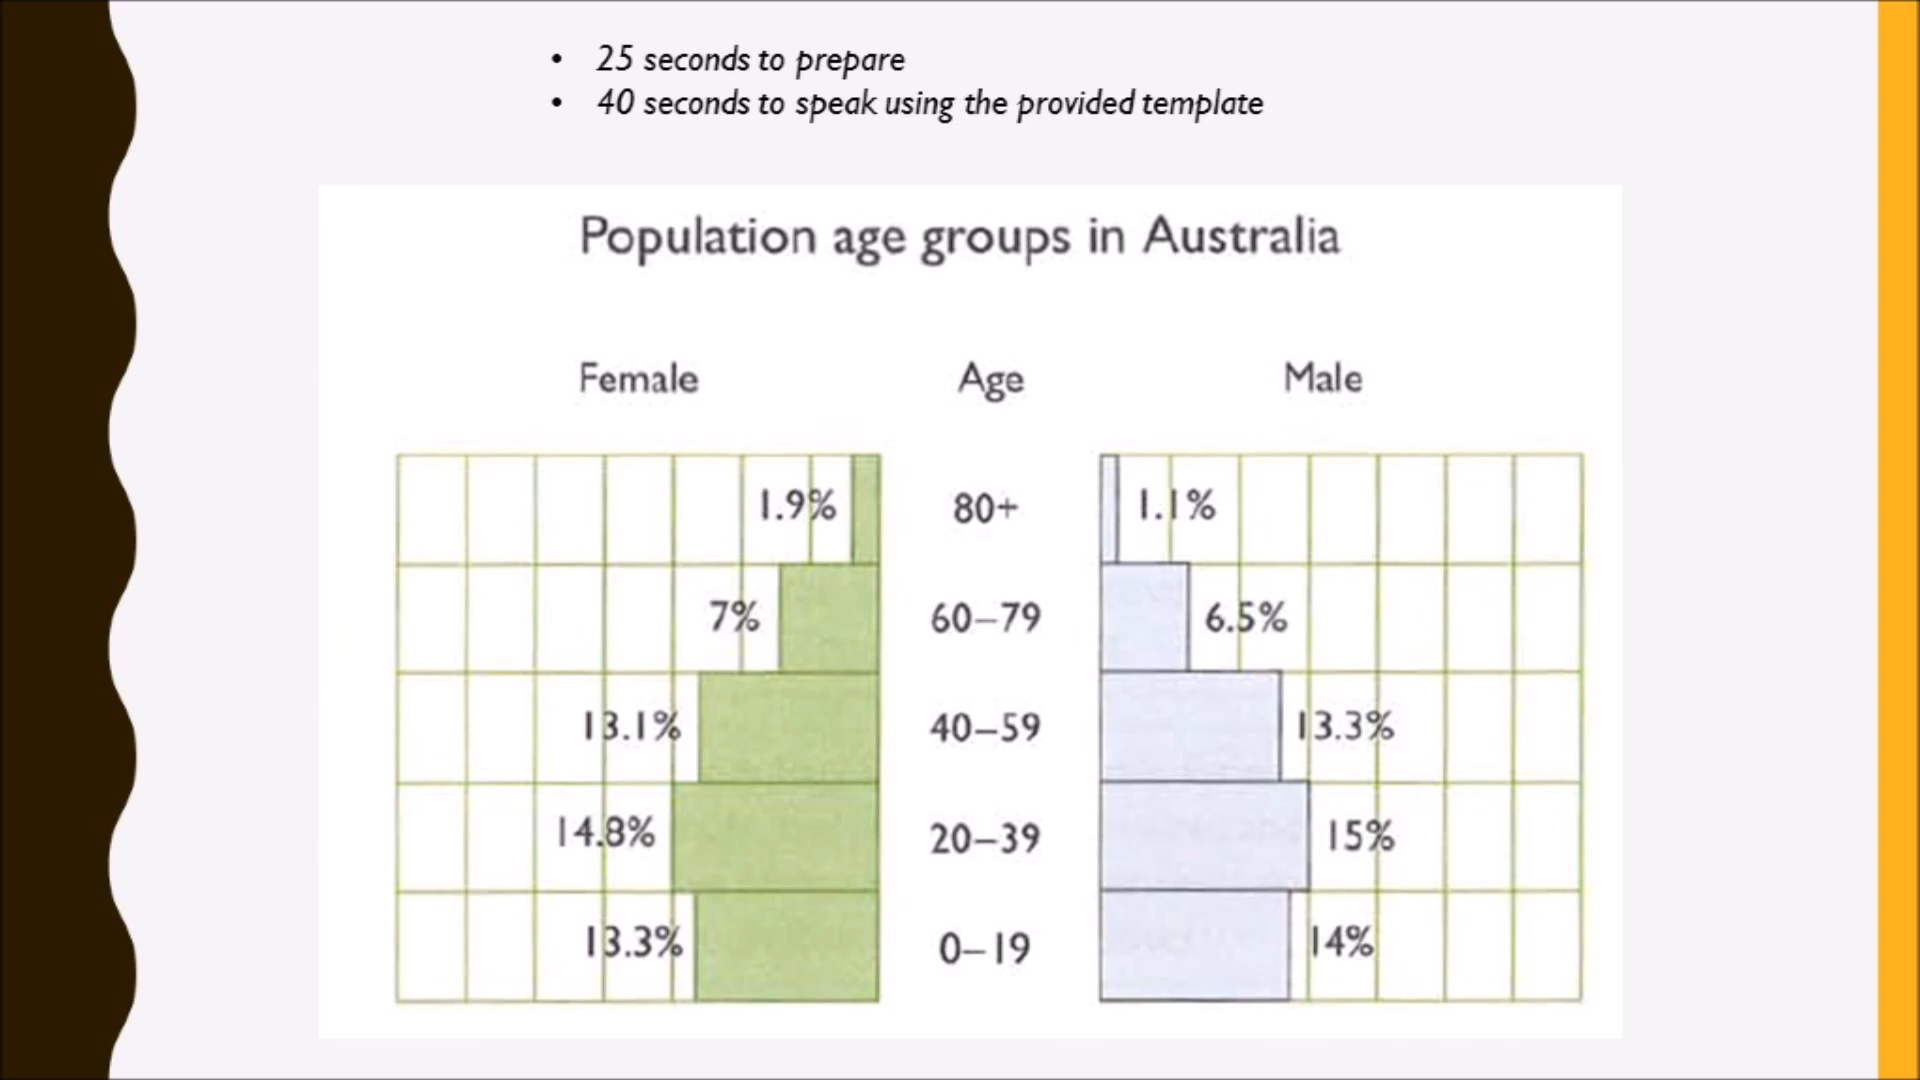 • 25 seconds to prepare
• 40 seconds to speak using the provided template
Population age groups in Australia
Female Age Male
1.9% 80+ 1.1%
7% 60–79 6.5%
13.1% 40–59 13.3%
14.8% 20–39 15%
13.3% 0–19 14%